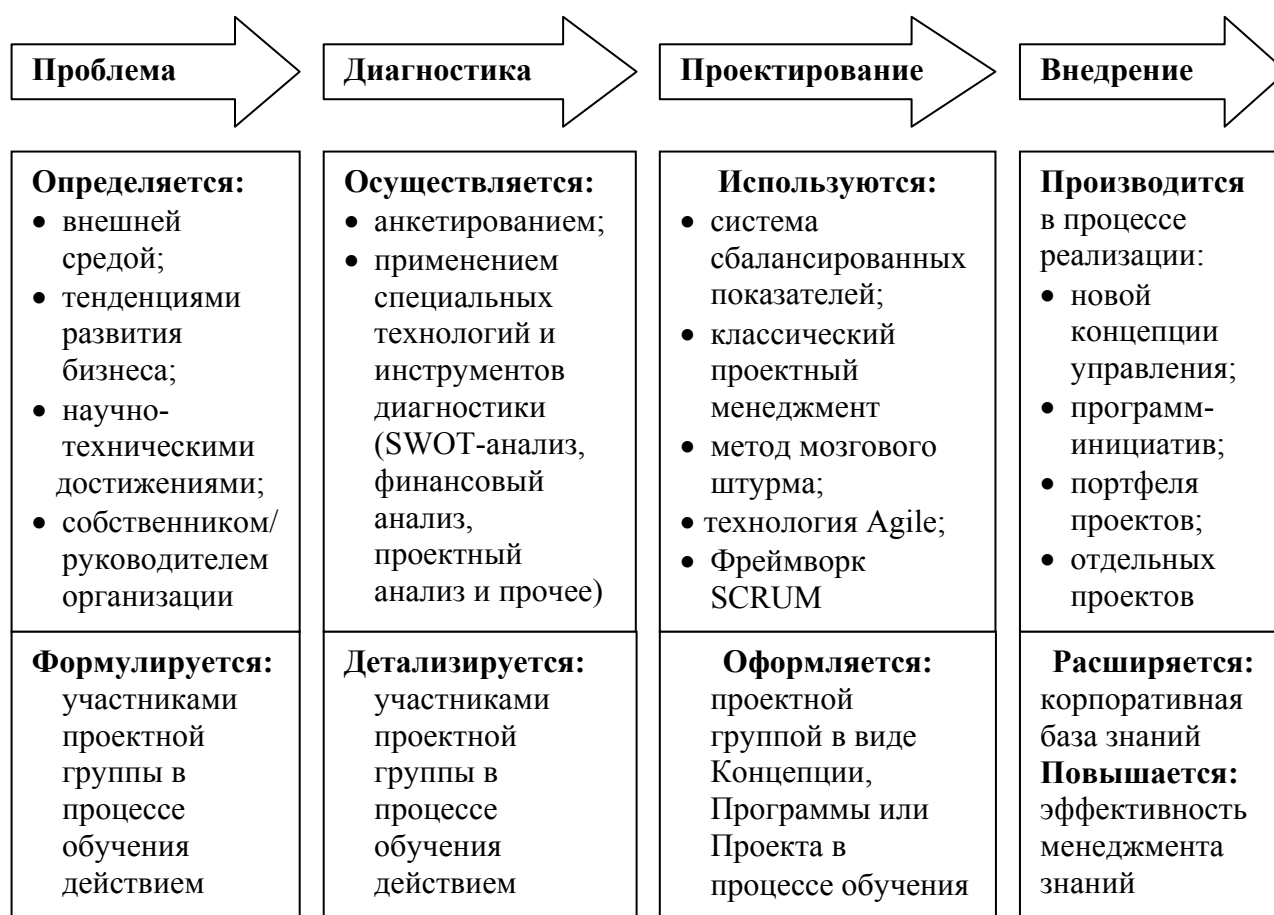 Проблема
Диагностика
Проектирование
Внедрение
Определяется:
• внешней
средой;
• тенденциями
развития
бизнеса;
• научно-
техническими
достижениями;
• собственником/
руководителем
организации
Формулируется:
участниками
проектной
группы в
процессе
обучения
действием
Осуществляется:
• анкетированием;
• применением
специальных
технологий и
инструментов
диагностики
(SWOT-анализ,
финансовый
анализ,
проектный
анализ и прочее)
Детализируется:
участниками
проектной
группы в
процессе
обучения
действием
Используются:
• система
сбалансированных
показателей;
• классический
проектный
менеджмент
• метод мозгового
штурма;
• технология Agile;
• Фреймворк
SCRUM
Оформляется:
проектной
группой в виде
Концепции,
Программы или
Проекта в
процессе обучения
Производится
в процессе
реализации:
• новой
концепции
управления;
• программ-
инициатив;
• портфеля
проектов;
• отдельных
проектов
Расширяется:
корпоративная
база знаний
Повышается:
эффективность
менеджмента
знаний